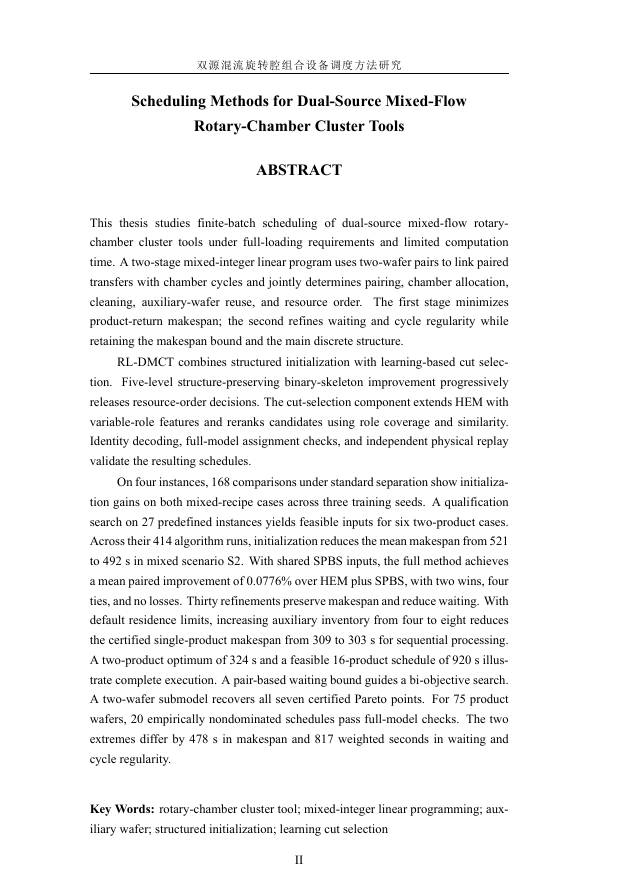 双源混流旋转腔组合设备调度方法研究
Scheduling Methods for Dual-Source Mixed-Flow
Rotary-Chamber Cluster Tools
ABSTRACT
This thesis studies finite-batch scheduling of dual-source mixed-flow rotary-
chamber cluster tools under full-loading requirements and limited computation
time. A two-stage mixed-integer linear program uses two-wafer pairs to link paired
transfers with chamber cycles and jointly determines pairing, chamber allocation,
cleaning, auxiliary-wafer reuse, and resource order. The first stage minimizes
product-return makespan; the second refines waiting and cycle regularity while
retaining the makespan bound and the main discrete structure.
RL-DMCT combines structured initialization with learning-based cut selec-
tion. Five-level structure-preserving binary-skeleton improvement progressively
releases resource-order decisions. The cut-selection component extends HEM with
variable-role features and reranks candidates using role coverage and similarity.
Identity decoding, full-model assignment checks, and independent physical replay
validate the resulting schedules.
On four instances, 168 comparisons under standard separation show initializa-
tion gains on both mixed-recipe cases across three training seeds. A qualification
search on 27 predefined instances yields feasible inputs for six two-product cases.
Across their 414 algorithm runs, initialization reduces the mean makespan from 521
to 492 s in mixed scenario S2. With shared SPBS inputs, the full method achieves
a mean paired improvement of 0.0776% over HEM plus SPBS, with two wins, four
ties, and no losses. Thirty refinements preserve makespan and reduce waiting. With
default residence limits, increasing auxiliary inventory from four to eight reduces
the certified single-product makespan from 309 to 303 s for sequential processing.
A two-product optimum of 324 s and a feasible 16-product schedule of 920 s illus-
trate complete execution. A pair-based waiting bound guides a bi-objective search.
A two-wafer submodel recovers all seven certified Pareto points. For 75 product
wafers, 20 empirically nondominated schedules pass full-model checks. The two
extremes differ by 478 s in makespan and 817 weighted seconds in waiting and
cycle regularity.
Key Words: rotary-chamber cluster tool; mixed-integer linear programming; aux-
iliary wafer; structured initialization; learning cut selection
II